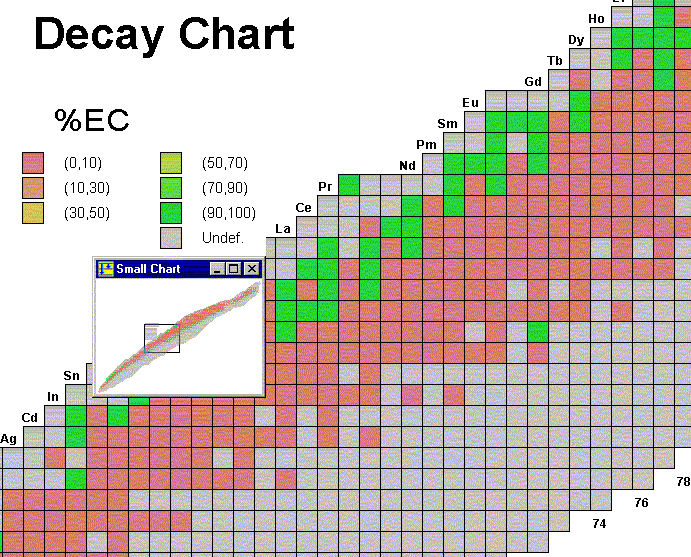 Decay Chart
%EC
(0,10) (50,70)
(10,30) (70,90)
(30,50) (90,100)
Undef.
Small Chart
Ho
Dy
Tb
Gd
Eu
Sm
Pm
Nd
Pr
Ce
La
Sn
In
Cd
Ag
78
76
74